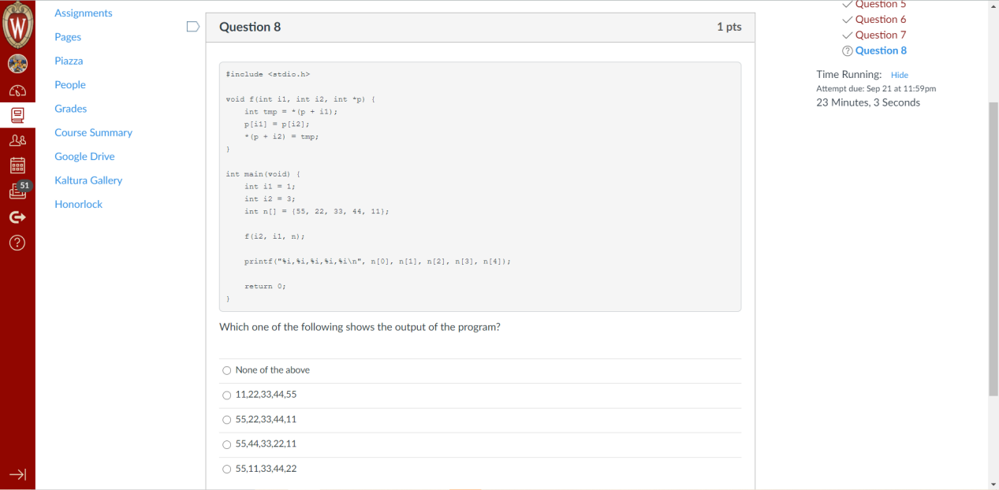 W
51
Assignments
Pages
Piazza
People
Grades
Course Summary
Google Drive
Kaltura Gallery
Honorlock
Question 8 1 pts
#include <stdio.h>
void f(int i1, int i2, int *p) {
    int tmp = *(p + i1);
    p[i1] = p[i2];
    *(p + i2) = tmp;
}
int main(void) {
    int i1 = 1;
    int i2 = 3;
    int n[] = {55, 22, 33, 44, 11};
    f(i2, i1, n);
    printf("%i,%i,%i,%i,%i\n", n[0], n[1], n[2], n[3], n[4]);
    return 0;
}
Which one of the following shows the output of the program?
None of the above
11,22,33,44,55
55,22,33,44,11
55,44,33,22,11
55,11,33,44,22
Question 5
Question 6
Question 7
? Question 8
Time Running: Hide
Attempt due: Sep 21 at 11:59pm
23 Minutes, 3 Seconds